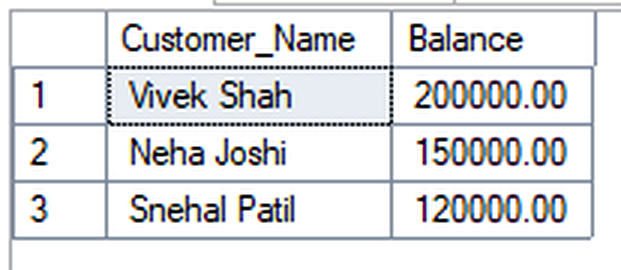 Customer_Name Balance
1 Vivek Shah 200000.00
2 Neha Joshi 150000.00
3 Snehal Patil 120000.00